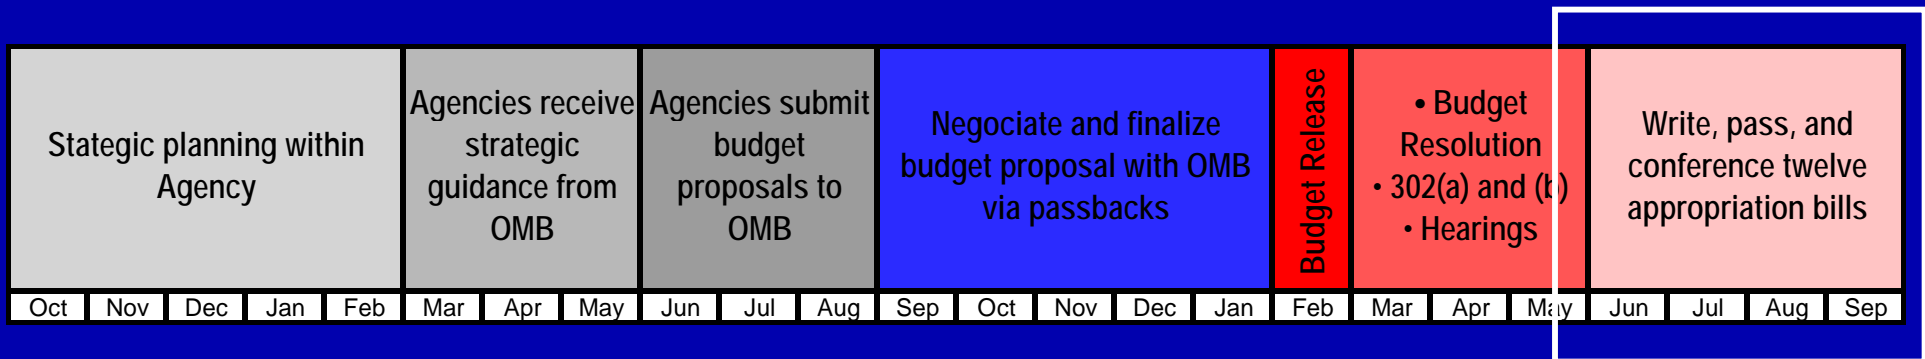 Stategic planning within
Agency
Agencies receive
strategic
guidance from
OMB
Agencies submit
budget
proposals to
OMB
Negociate and finalize
budget proposal with OMB
via passbacks
Budget Release
• Budget
Resolution
• 302(a) and (b)
• Hearings
Write, pass, and
conference twelve
appropriation bills
Oct Nov Dec Jan Feb Mar Apr May Jun Jul Aug Sep Oct Nov Dec Jan Feb Mar Apr May Jun Jul Aug Sep